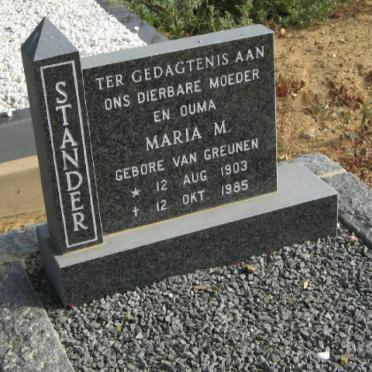 STANDER
TER GEDAGTENIS AAN
ONS DIERBARE MOEDER
EN OUMA
MARIA M.
GEBORE VAN GREUNEN
* 12 AUG 1903
† 12 OKT 1985